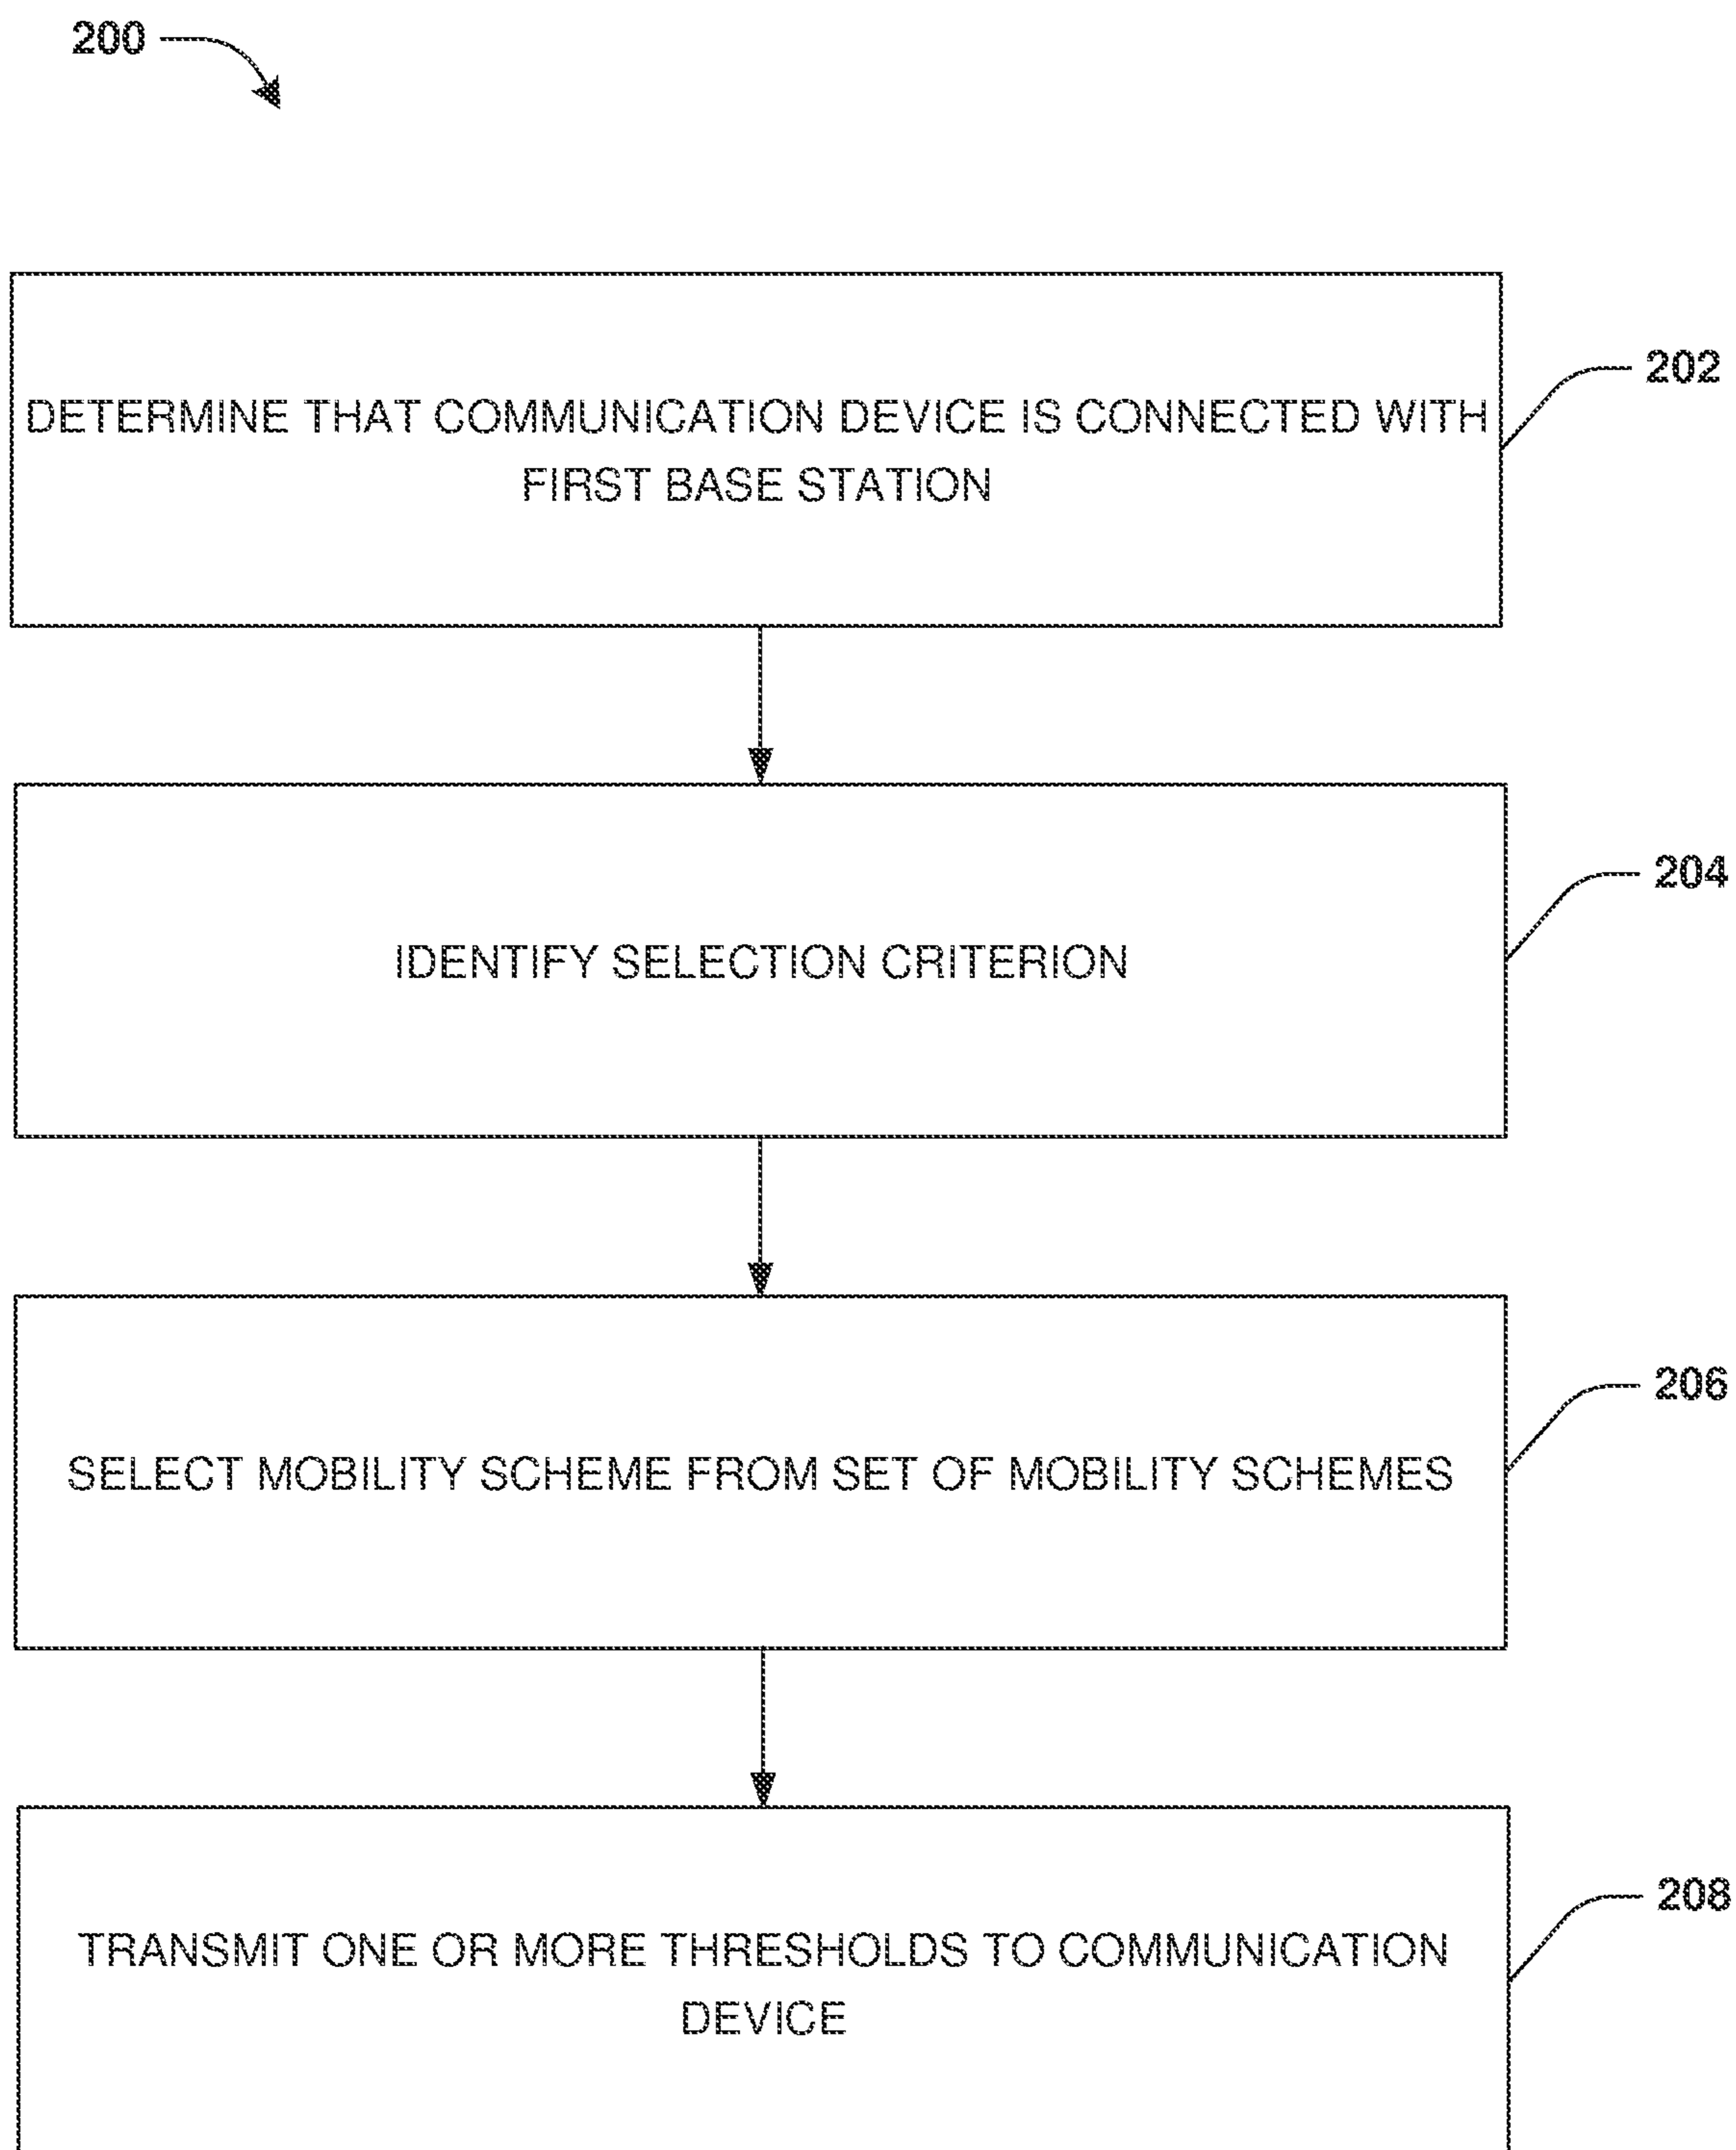 200
DETERMINE THAT COMMUNICATION DEVICE IS CONNECTED WITH
FIRST BASE STATION
202
IDENTIFY SELECTION CRITERION
204
SELECT MOBILITY SCHEME FROM SET OF MOBILITY SCHEMES
206
TRANSMIT ONE OR MORE THRESHOLDS TO COMMUNICATION
DEVICE
208